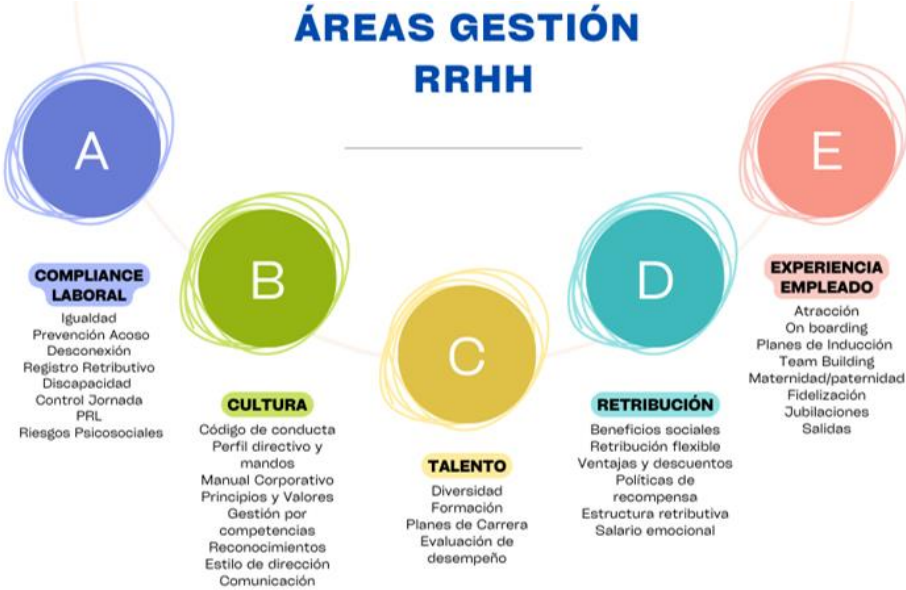 ÁREAS GESTIÓN
RRHH
A
COMPLIANCE
LABORAL
Igualdad
Prevención Acoso
Desconexión
Registro Retributivo
Discapacidad
Control Jornada
PRL
Riesgos Psicosociales
B
CULTURA
Código de conducta
Perfil directivo y
mandos
Manual Corporativo
Principios y Valores
Gestión por
competencias
Reconocimientos
Estilo de dirección
Comunicación
C
TALENTO
Diversidad
Formación
Planes de Carrera
Evaluación de
desempeño
D
RETRIBUCIÓN
Beneficios sociales
Retribución flexible
Ventajas y descuentos
Políticas de
recompensa
Estructura retributiva
Salario emocional
E
EXPERIENCIA
EMPLEADO
Atracción
On boarding
Planes de Inducción
Team Building
Maternidad/paternidad
Fidelización
Jubilaciones
Salidas